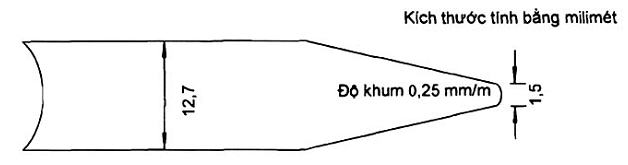 Kích thước tính bằng milimét
12,7
Độ khum 0,25 mm/m
1,5